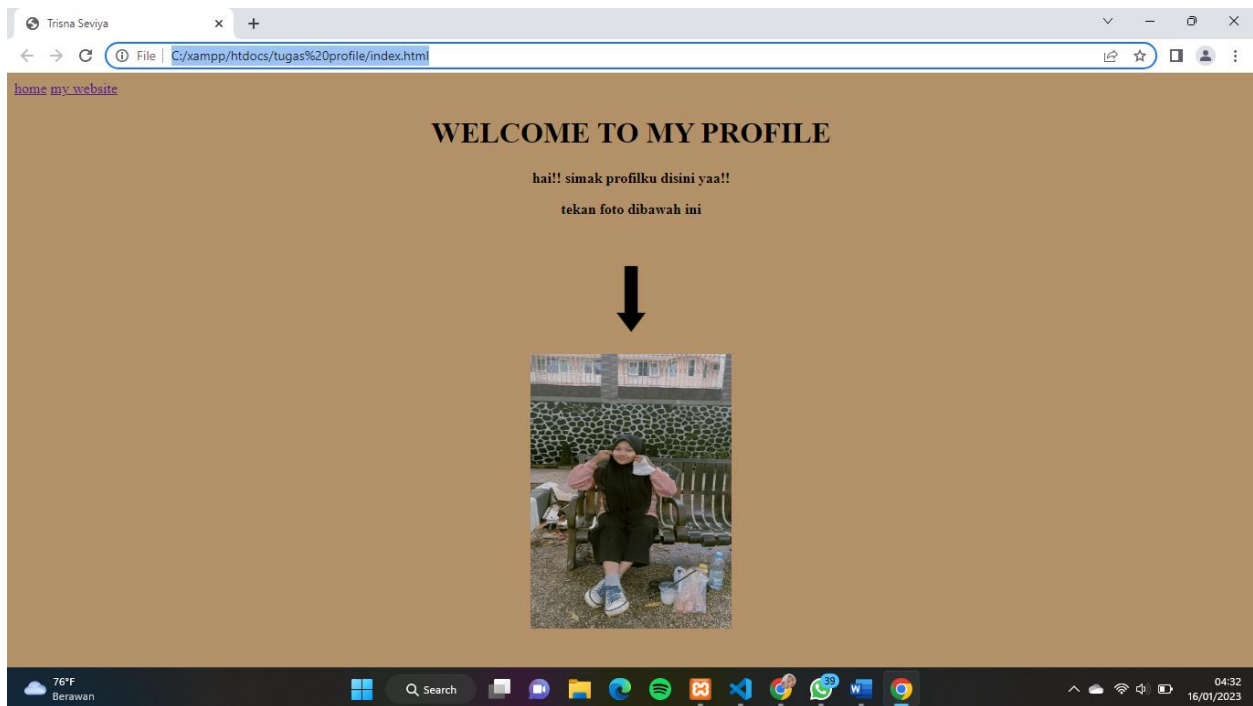 Trisna Seviya
File | C:/xampp/htdocs/tugas%20profile/index.html
home my website
WELCOME TO MY PROFILE
hai!! simak profilku disini yaa!!
tekan foto dibawah ini
76°F
Berawan
Search
39
04:32
16/01/2023